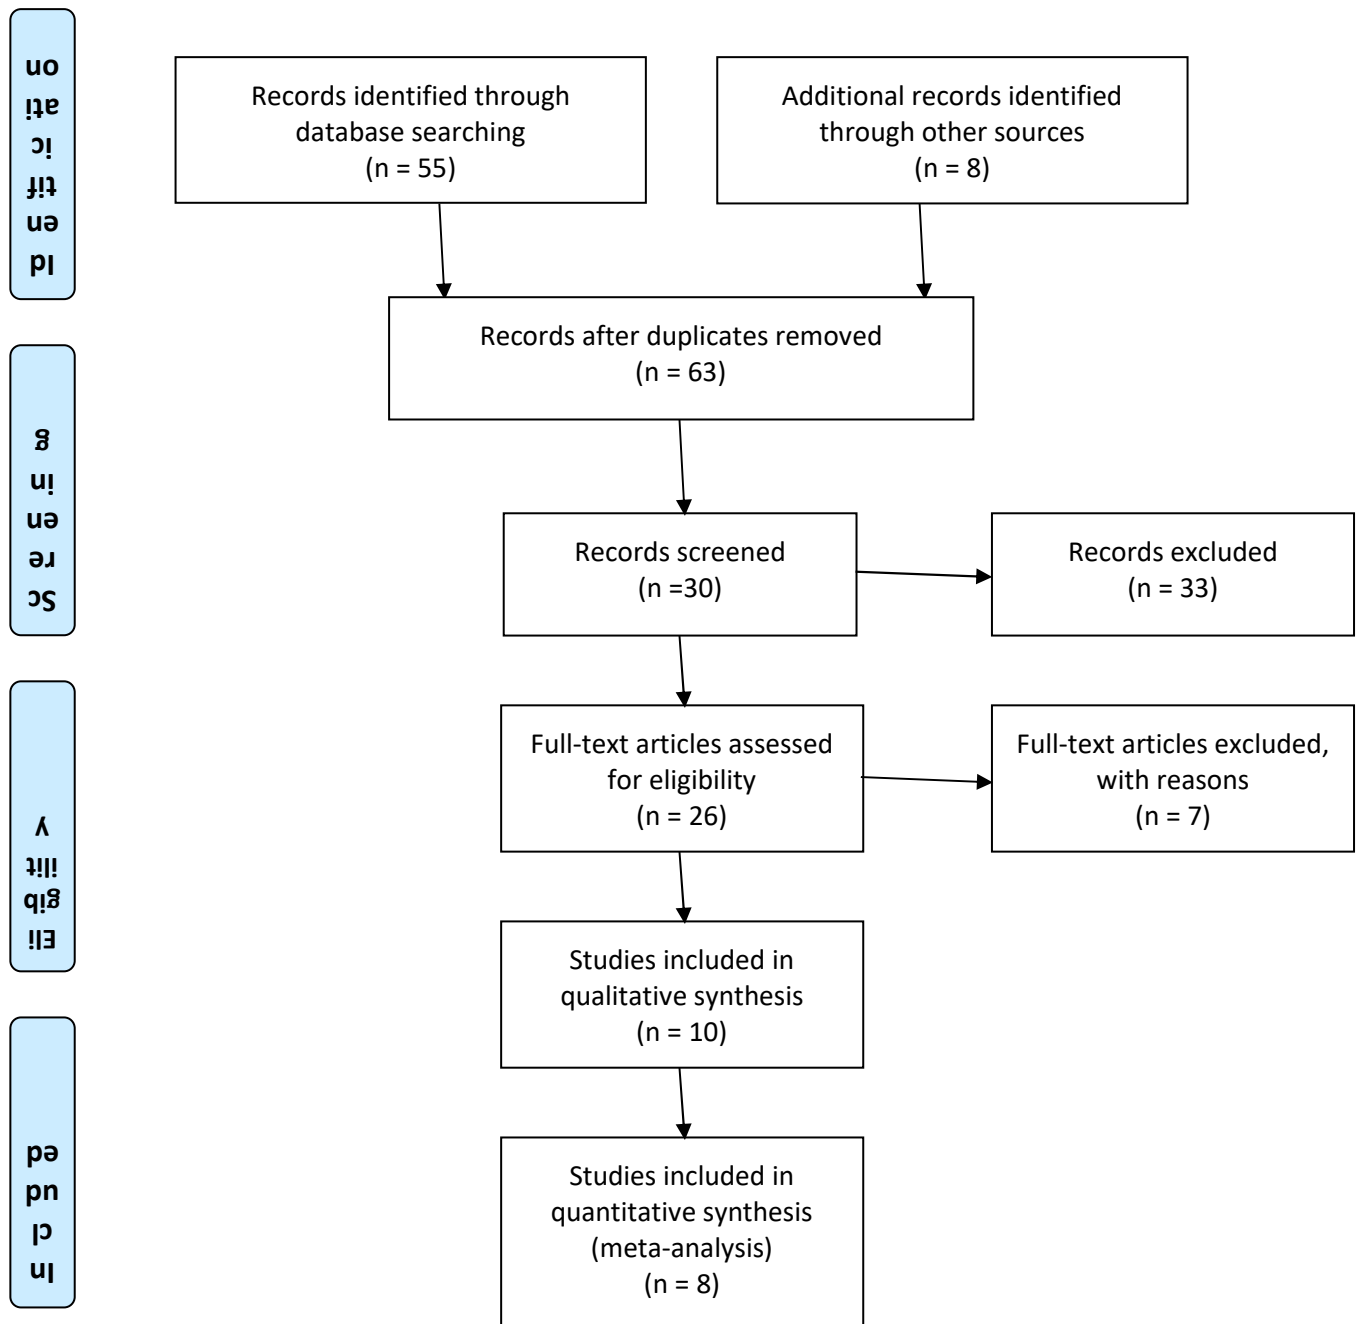 Id
en
tif
ic
ati
on
Records identified through
database searching
(n = 55)
Additional records identified
through other sources
(n = 8)
Records after duplicates removed
(n = 63)
Sc
re
en
in
g
Records screened
(n =30)
Records excluded
(n = 33)
Eli
gib
ilit
y
Full-text articles assessed
for eligibility
(n = 26)
Full-text articles excluded,
with reasons
(n = 7)
Studies included in
qualitative synthesis
(n = 10)
In
cl
ud
ed
Studies included in
quantitative synthesis
(meta-analysis)
(n = 8)